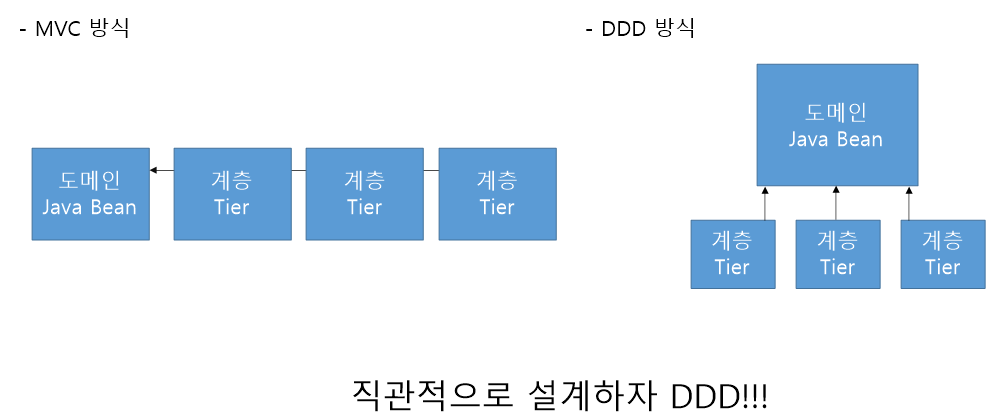 - MVC 방식
도메인
Java Bean
계층
Tier
계층
Tier
계층
Tier
- DDD 방식
도메인
Java Bean
계층
Tier
계층
Tier
계층
Tier
직관적으로 설계하자 DDD!!!